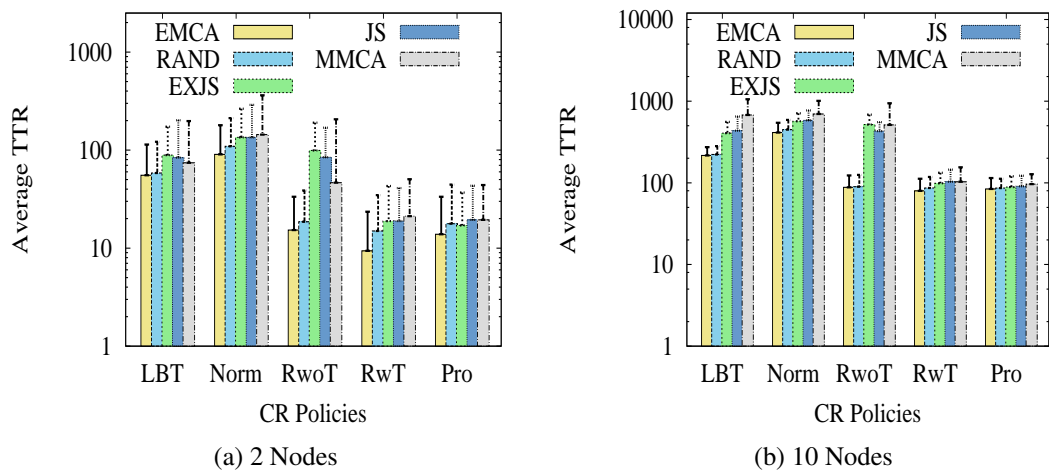 EMCA
RAND
EXJS
JS
MMCA
Average TTR
1000
100
10
1
LBT Norm RwoT RwT Pro
CR Policies
(a) 2 Nodes
EMCA
RAND
EXJS
JS
MMCA
Average TTR
10000
1000
100
10
1
LBT Norm RwoT RwT Pro
CR Policies
(b) 10 Nodes